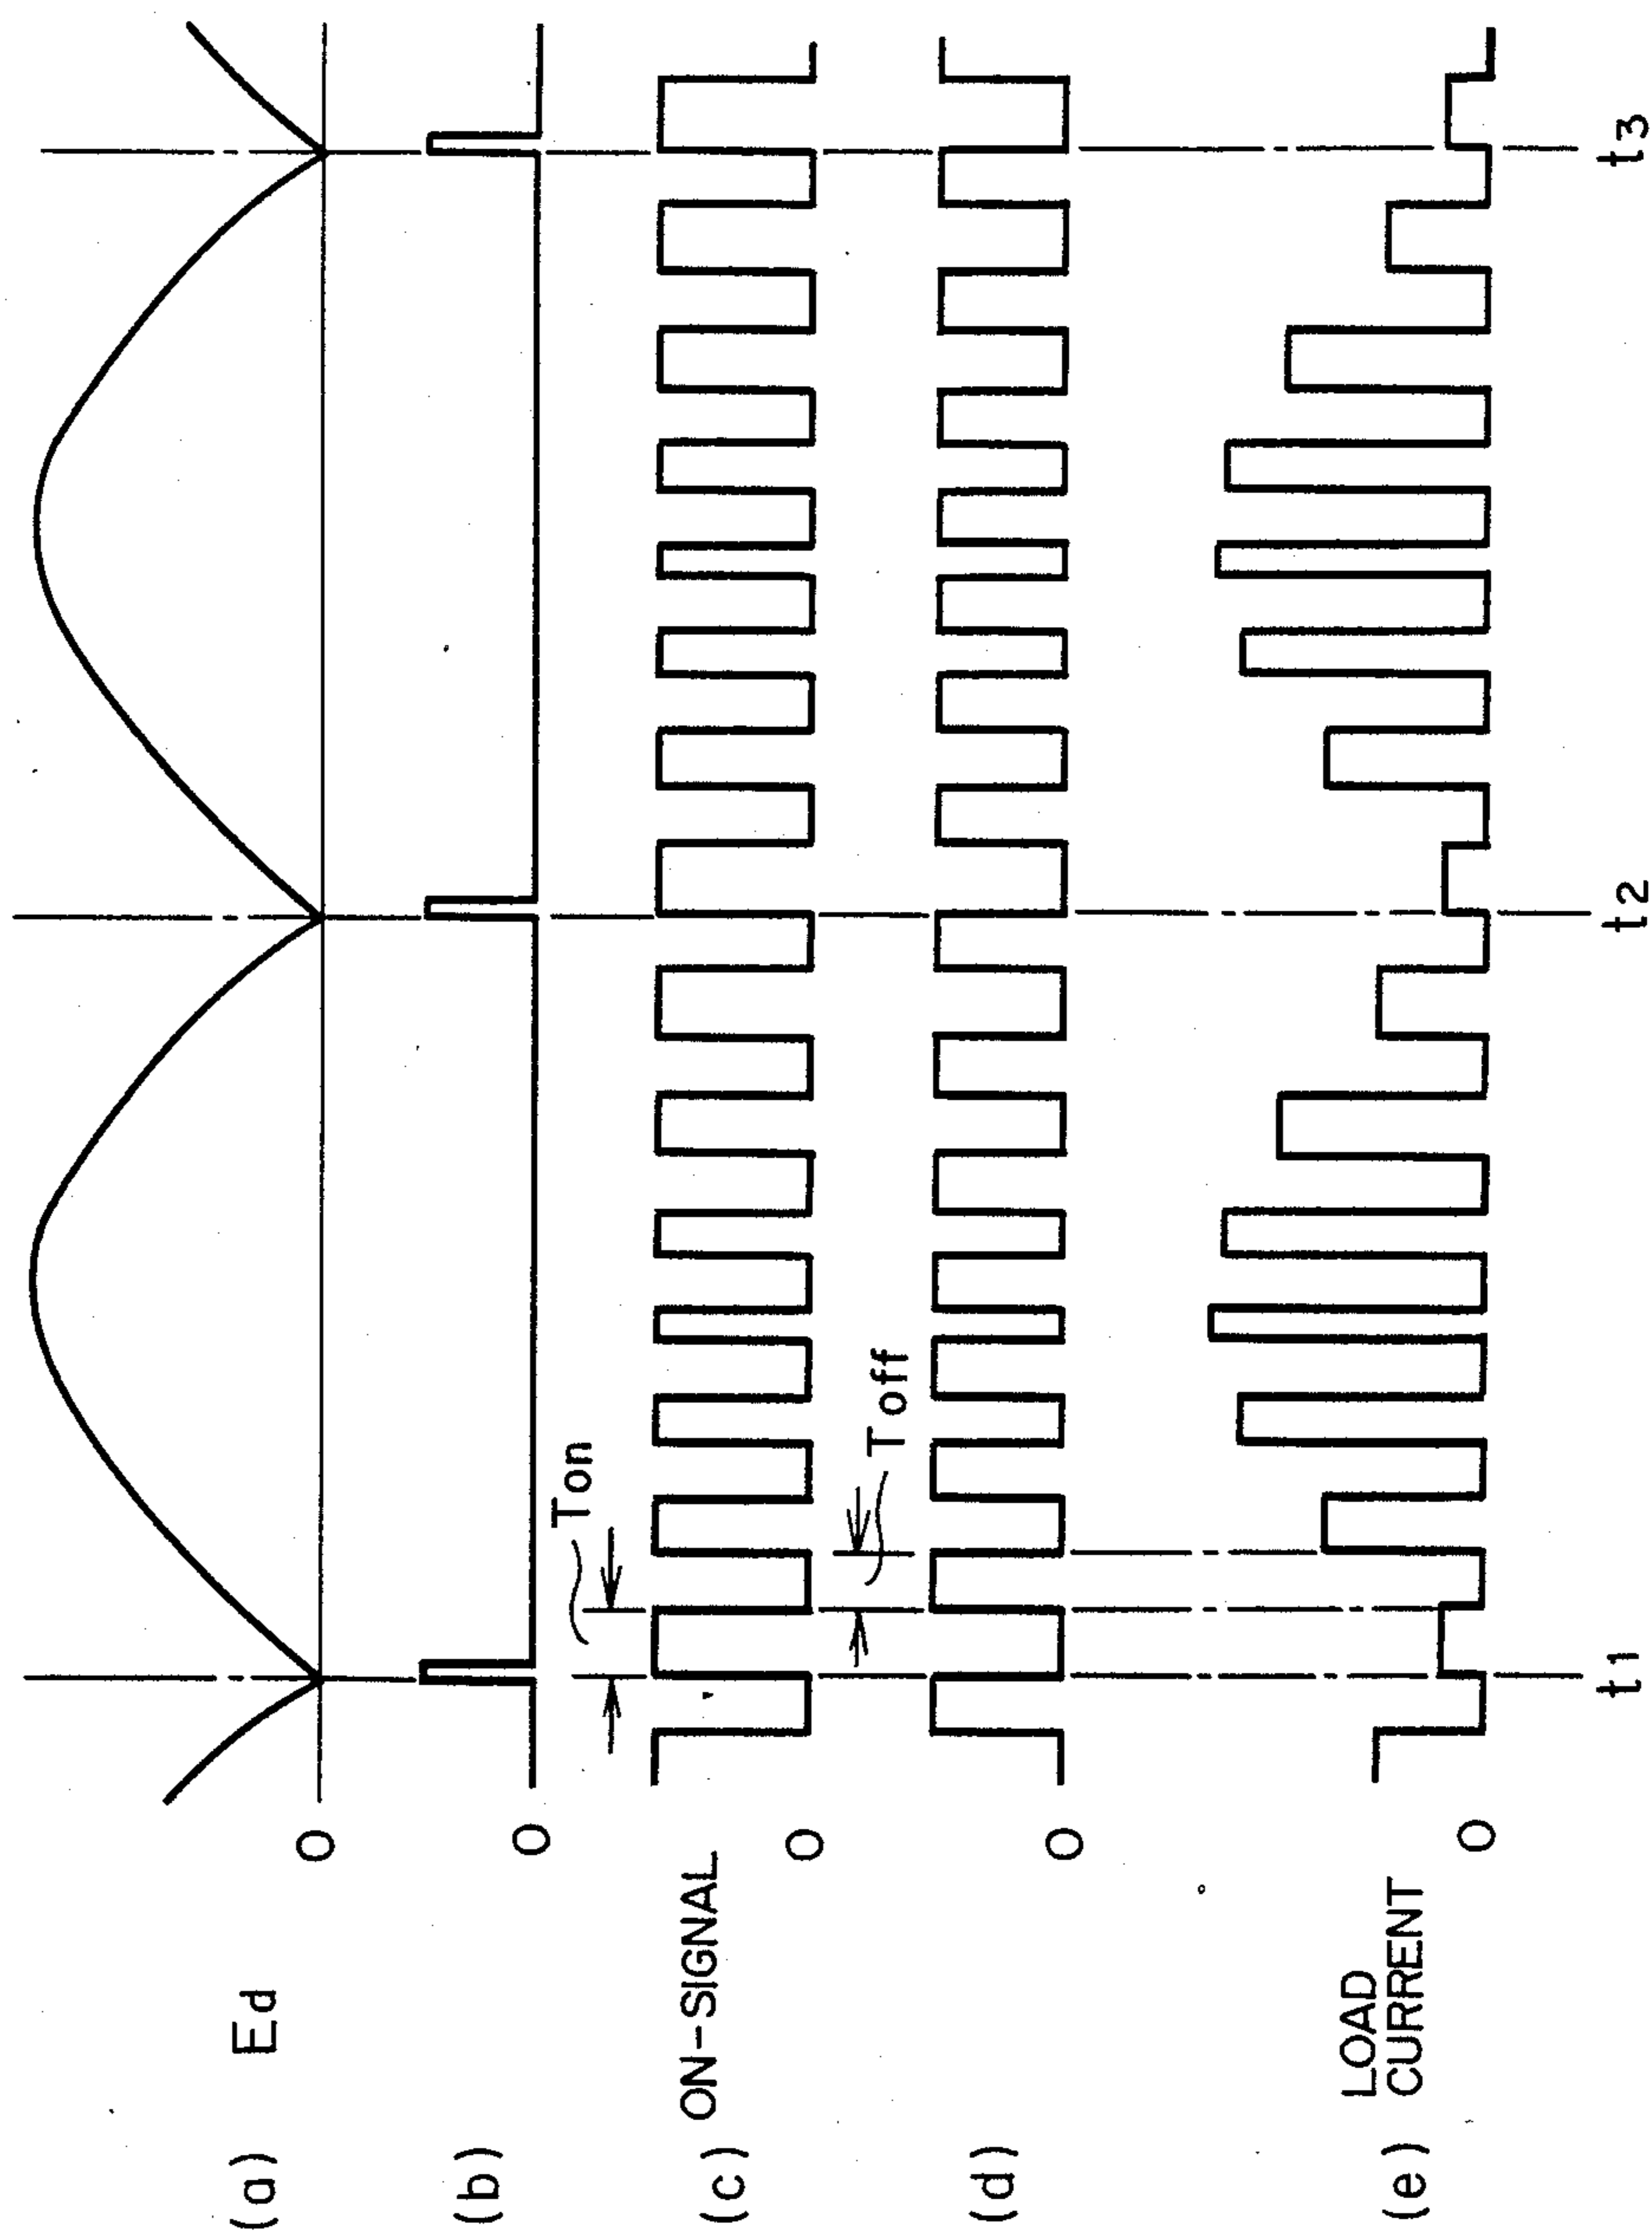 (a) Ed 0
(b) 0
Ton
(c) ON-SIGNAL 0
Toff
(d) 0
(e) LOAD CURRENT 0
t1 t2 t3